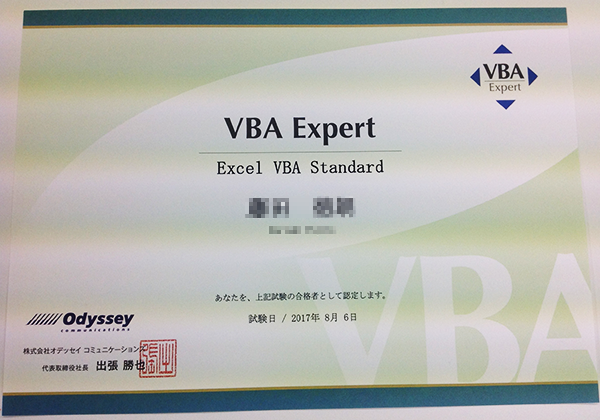 VBA
Expert
VBA Expert
Excel VBA Standard
あなたを、上記試験の合格者として認定します。
試験日 / 2017年 8月 6日
Odyssey
communications
株式会社オデッセイ コミュニケーションズ
代表取締役社長 出張 勝也
VBA